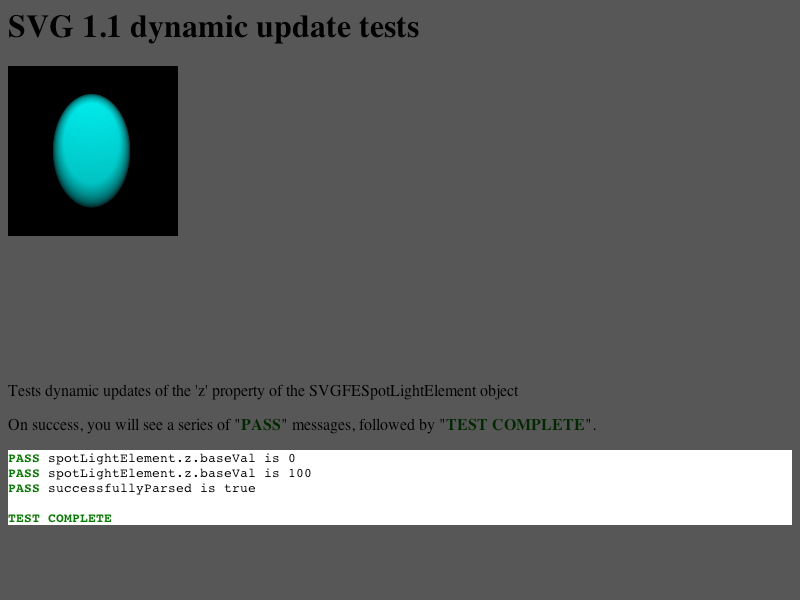 SVG 1.1 dynamic update tests
Tests dynamic updates of the 'z' property of the SVGFESpotLightElement object
On success, you will see a series of "PASS" messages, followed by "TEST COMPLETE".
PASS spotLightElement.z.baseVal is 0
PASS spotLightElement.z.baseVal is 100
PASS successfullyParsed is true
TEST COMPLETE